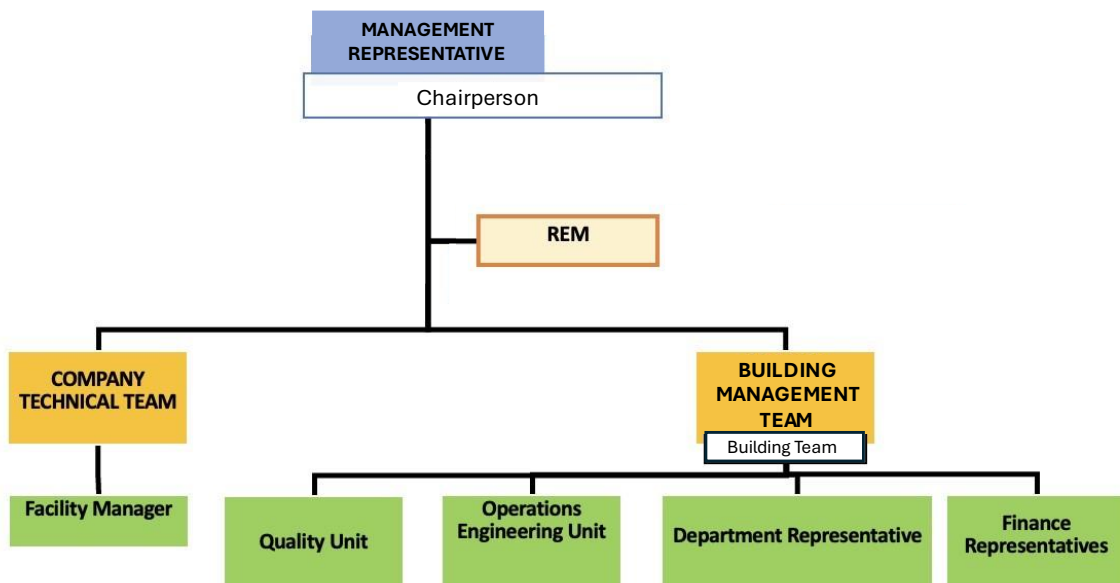 MANAGEMENT
REPRESENTATIVE
Chairperson
REM
COMPANY
TECHNICAL TEAM
BUILDING
MANAGEMENT
TEAM
Building Team
Facility Manager
Quality Unit
Operations
Engineering Unit
Department Representative
Finance
Representatives